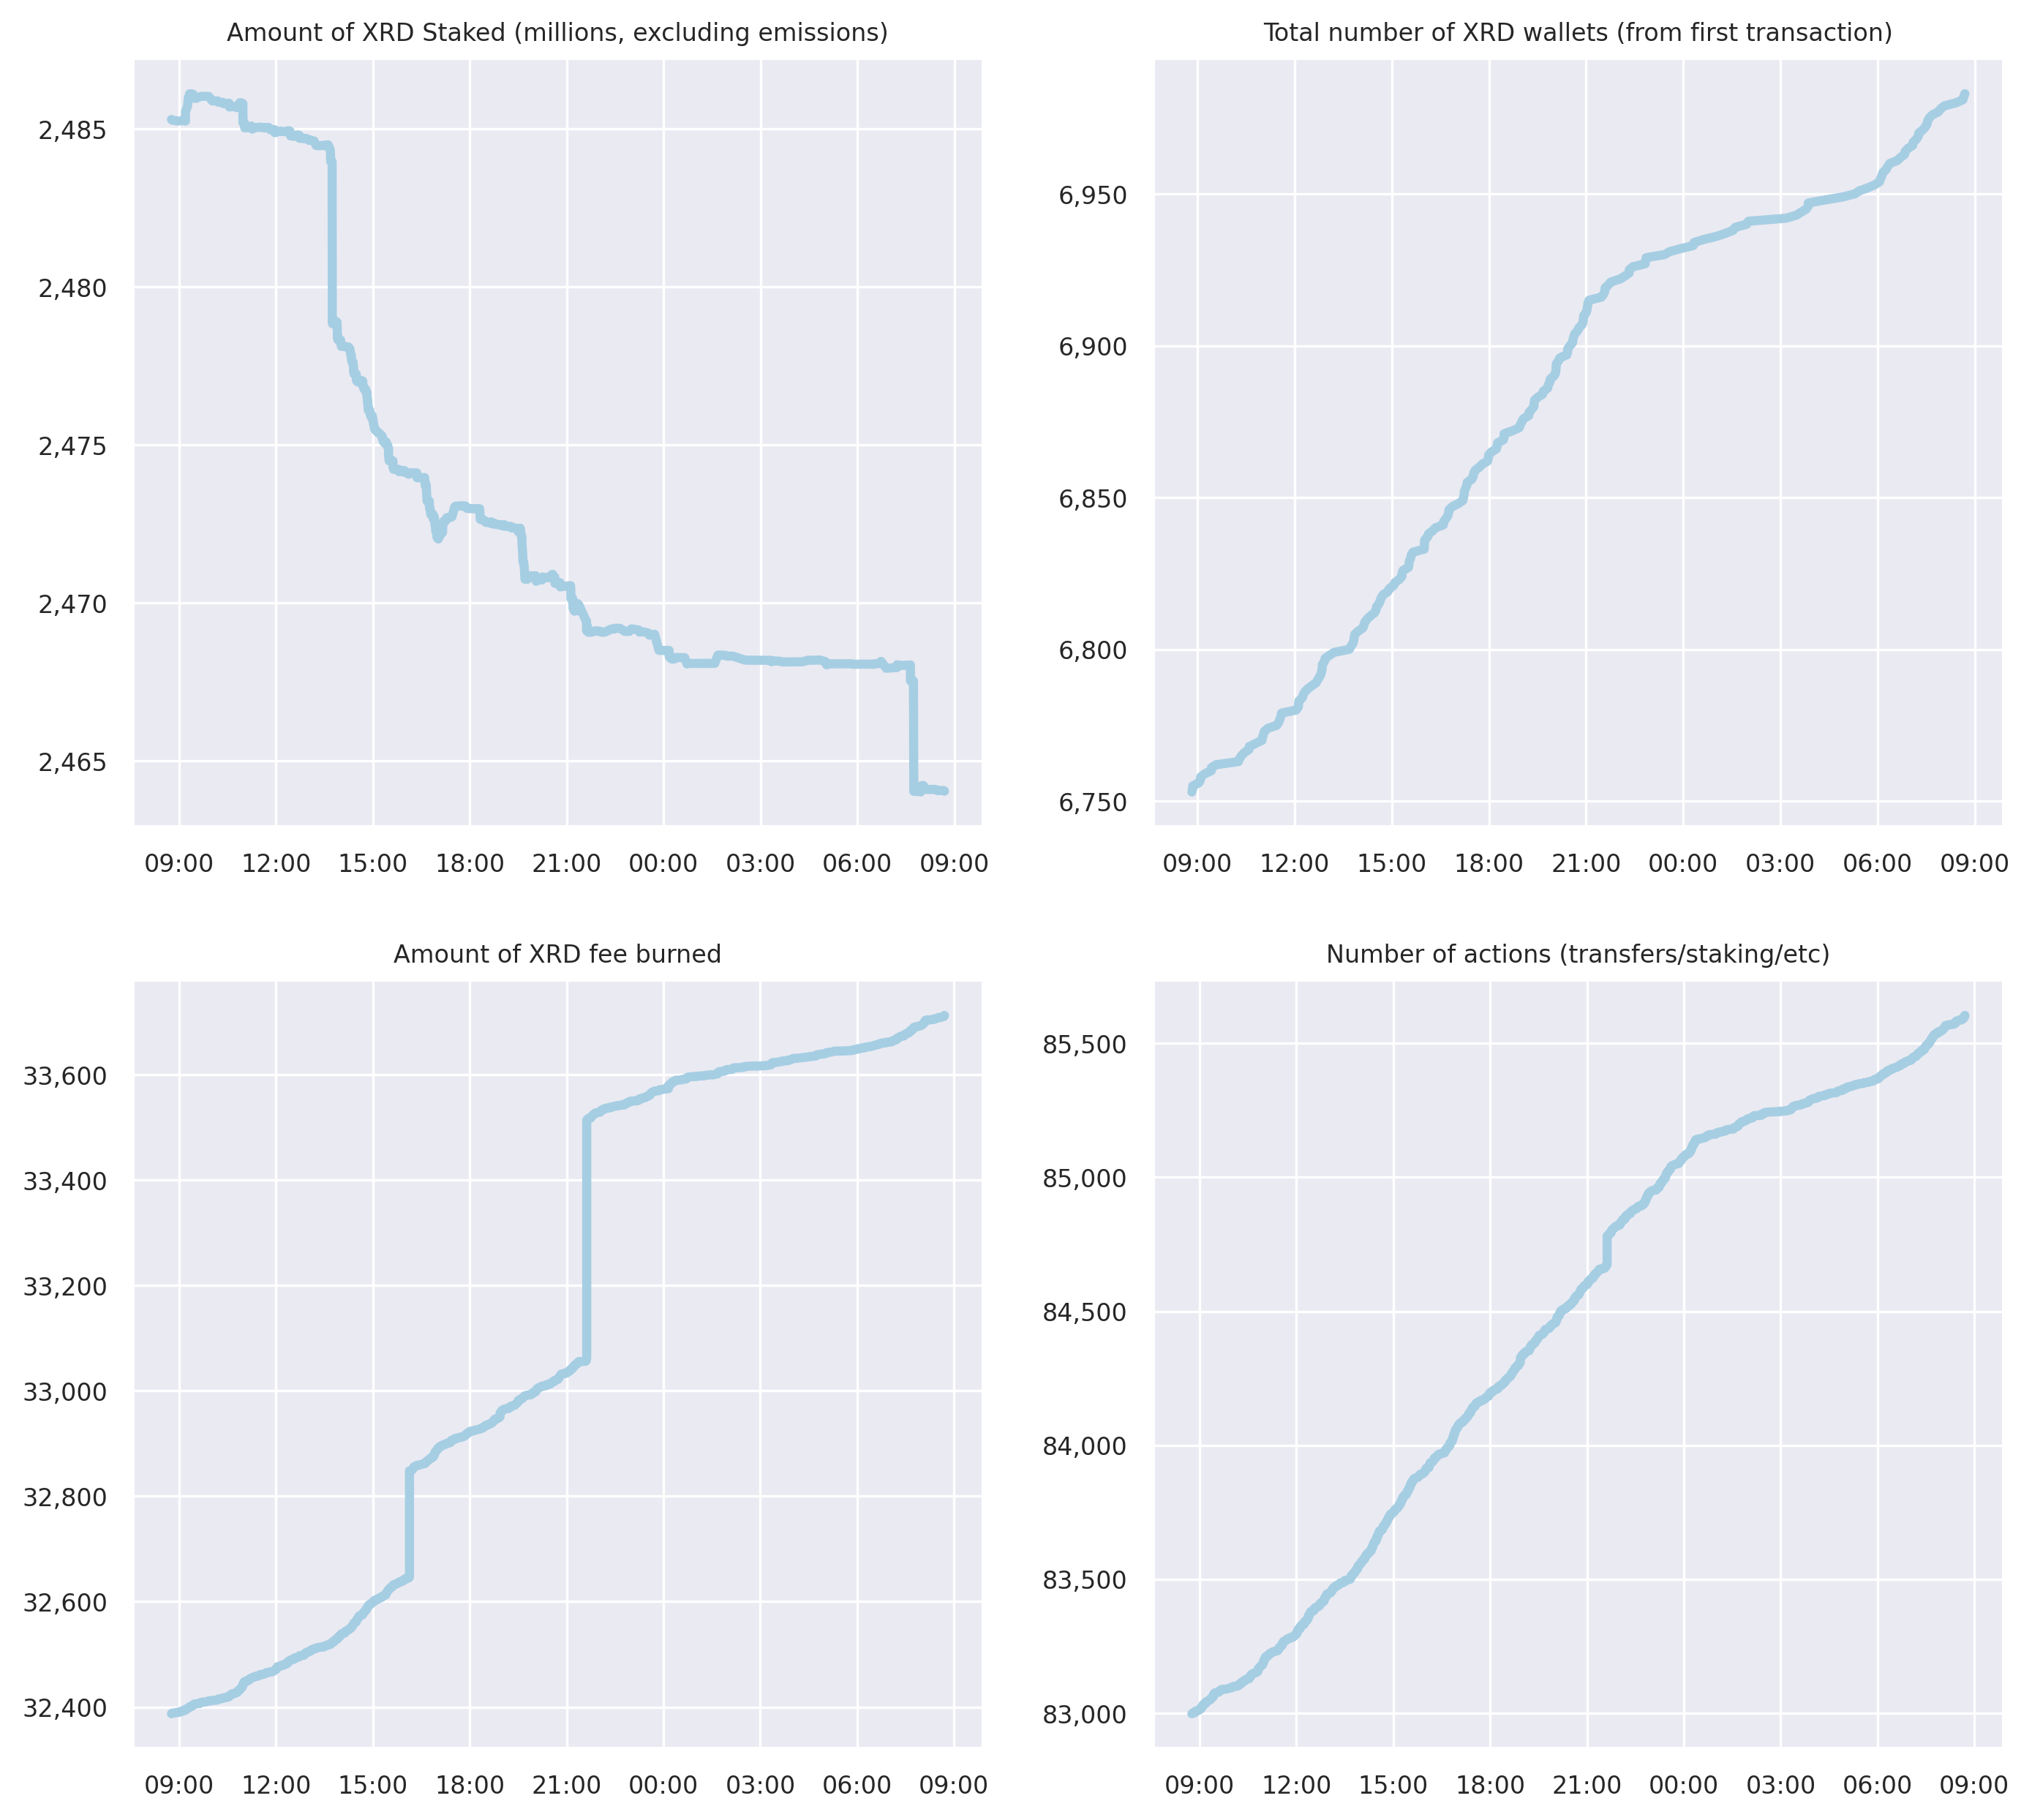 Amount of XRD Staked (millions, excluding emissions)
2,485
2,480
2,475
2,470
2,465
09:00 12:00 15:00 18:00 21:00 00:00 03:00 06:00 09:00
Total number of XRD wallets (from first transaction)
6,950
6,900
6,850
6,800
6,750
09:00 12:00 15:00 18:00 21:00 00:00 03:00 06:00 09:00
Amount of XRD fee burned
33,600
33,400
33,200
33,000
32,800
32,600
32,400
09:00 12:00 15:00 18:00 21:00 00:00 03:00 06:00 09:00
Number of actions (transfers/staking/etc)
85,500
85,000
84,500
84,000
83,500
83,000
09:00 12:00 15:00 18:00 21:00 00:00 03:00 06:00 09:00